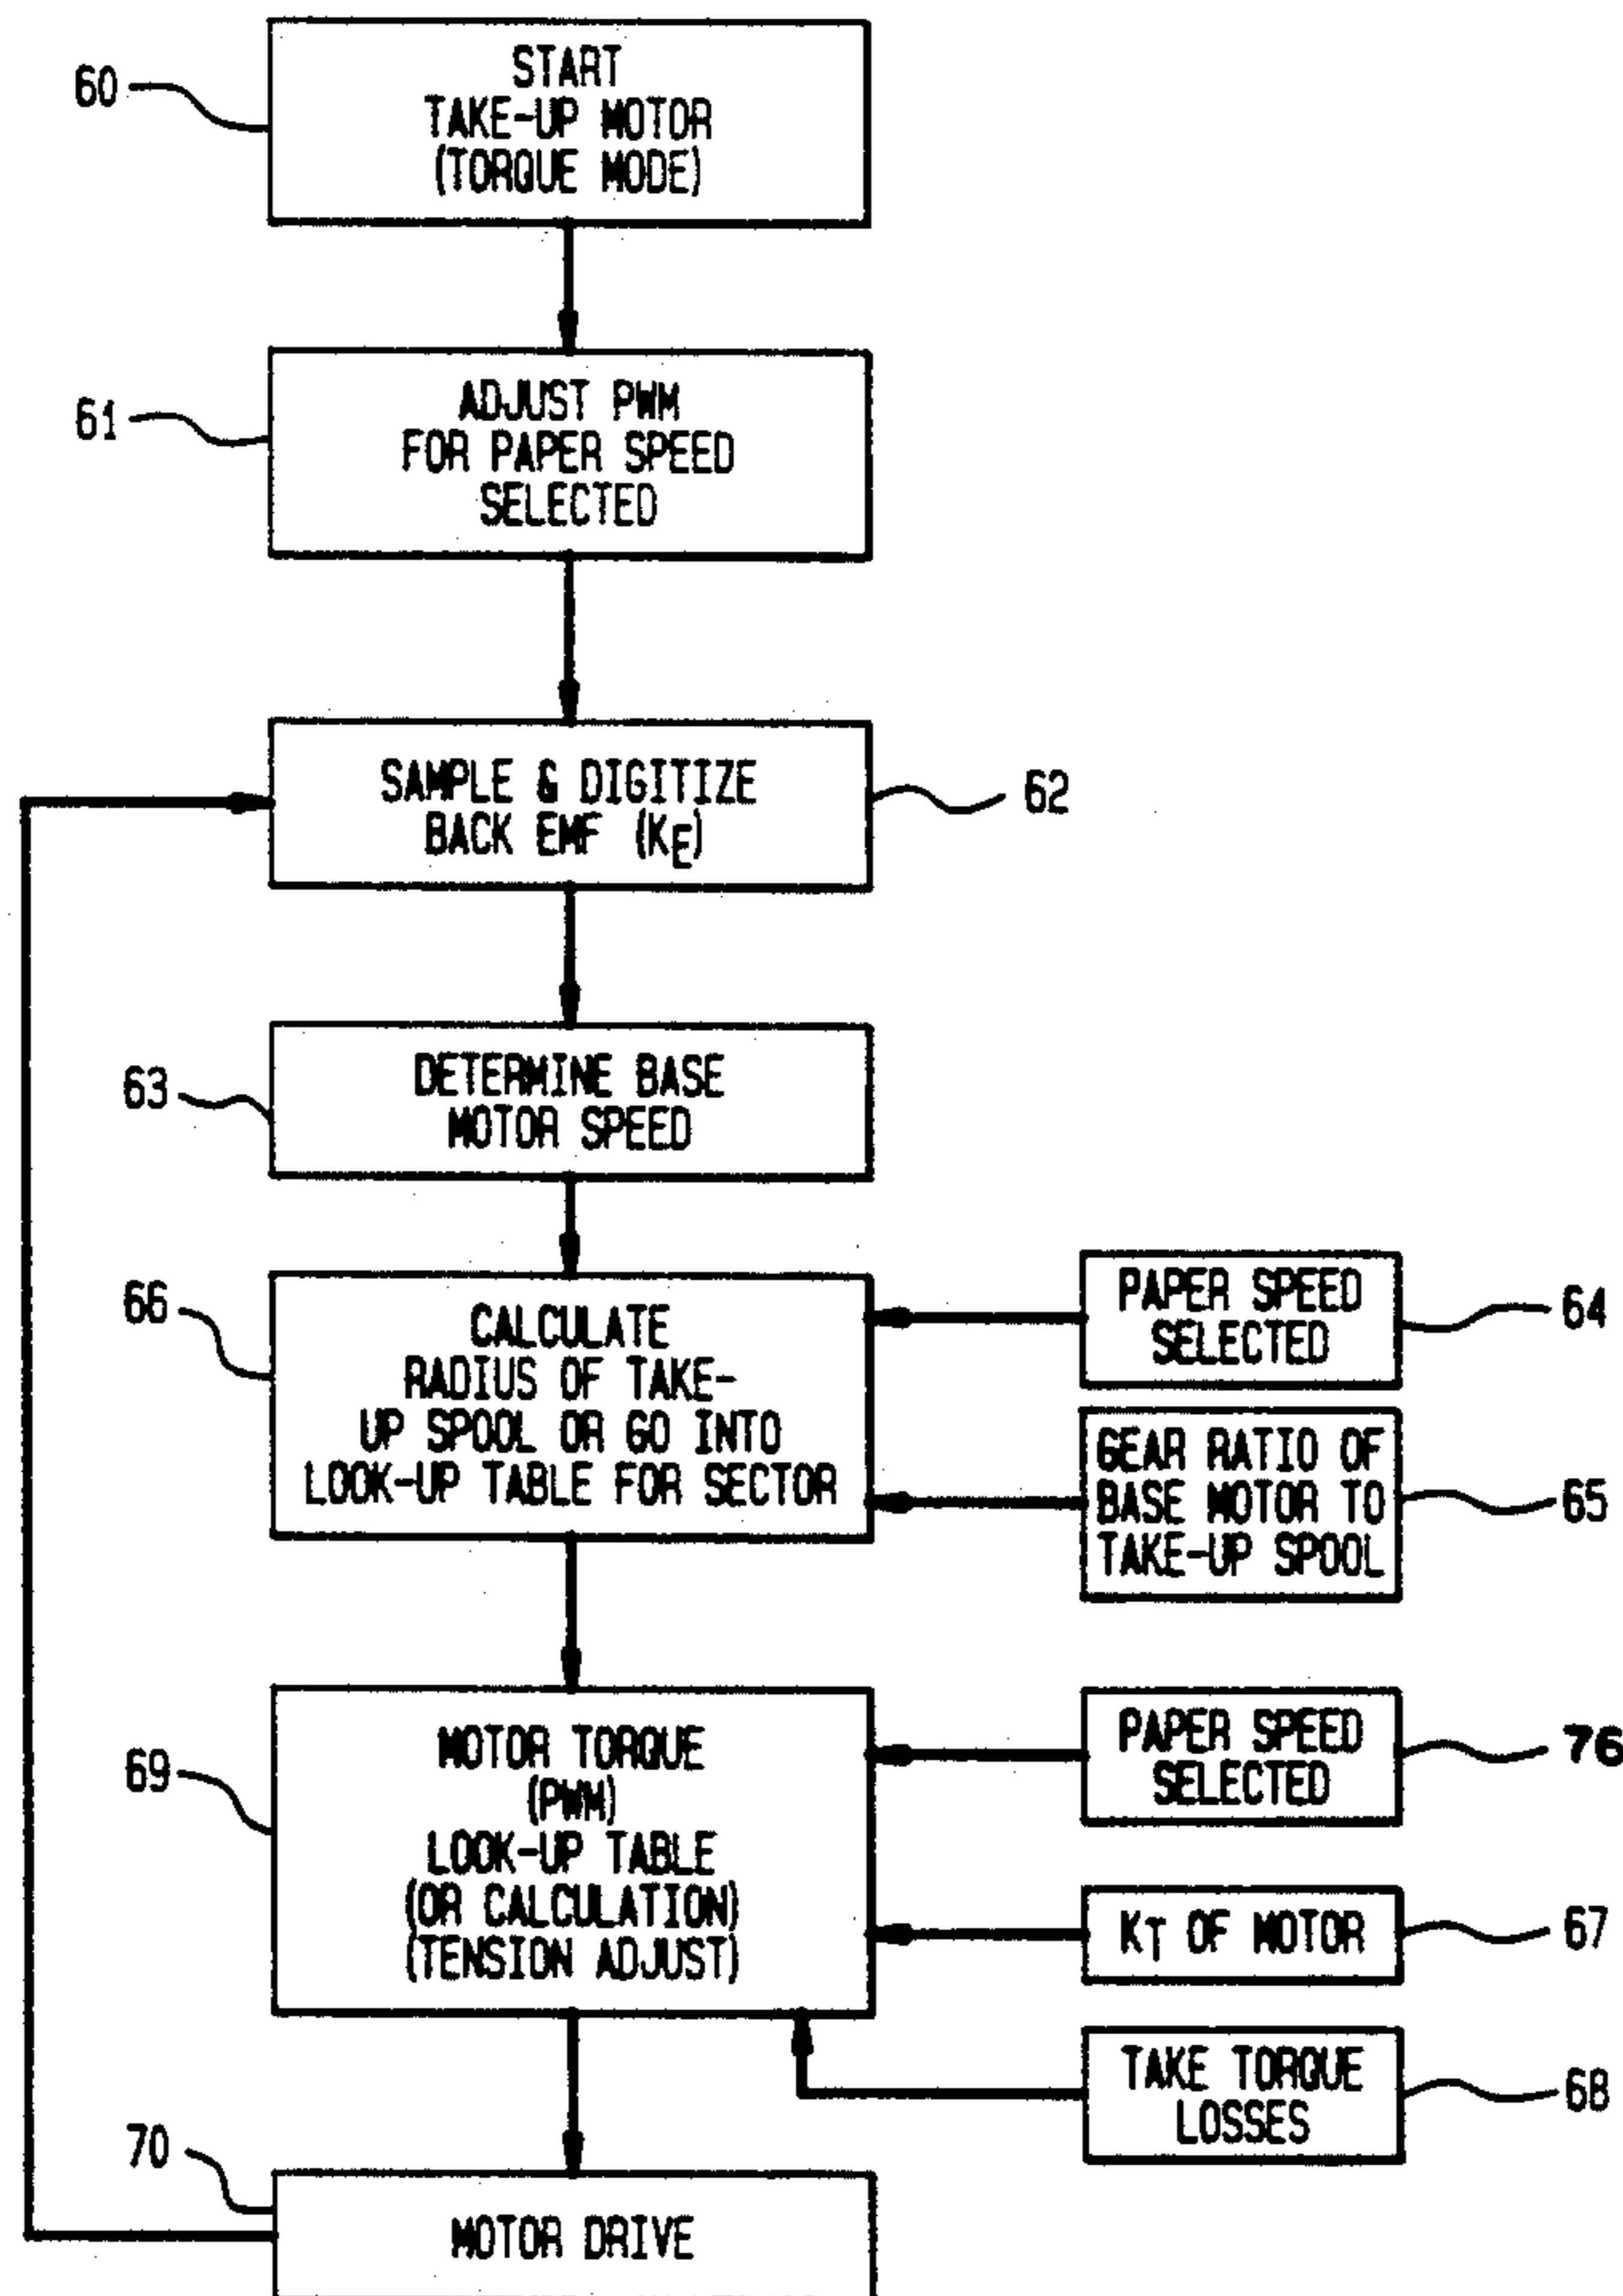 60
START
TAKE-UP MOTOR
(TORQUE MODE)
61
ADJUST PWM
FOR PAPER SPEED
SELECTED
SAMPLE & DIGITIZE
BACK EMF (KE)
62
63
DETERMINE BASE
MOTOR SPEED
66
CALCULATE
RADIUS OF TAKE-
UP SPOOL OR GO INTO
LOOK-UP TABLE FOR SECTOR
PAPER SPEED
SELECTED
64
GEAR RATIO OF
BASE MOTOR TO
TAKE-UP SPOOL
65
69
MOTOR TORQUE
(PWM)
LOOK-UP TABLE
(OR CALCULATION)
(TENSION ADJUST)
PAPER SPEED
SELECTED
76
KT OF MOTOR
67
TAKE TORQUE
LOSSES
68
70
MOTOR DRIVE